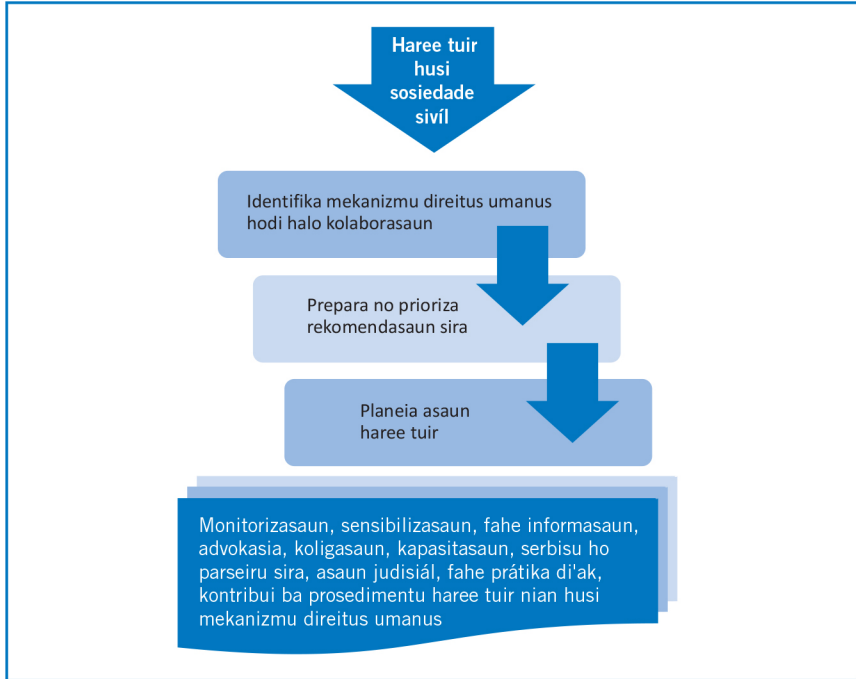 Haree tuir
husi
sosiedade
sivíl
Identifika mekanizmu direitus umanus
hodi halo kolaborasaun
Prepara no prioriza
rekomendasaun sira
Planeia asaun
haree tuir
Monitorizasaun, sensibilizasaun, fahe informasaun,
advokasia, koligasaun, kapasitasaun, serbisu ho
parseiru sira, asaun judisiál, fahe prátika di'ak,
kontribui ba prosedimentu haree tuir nian husi
mekanizmu direitus umanus